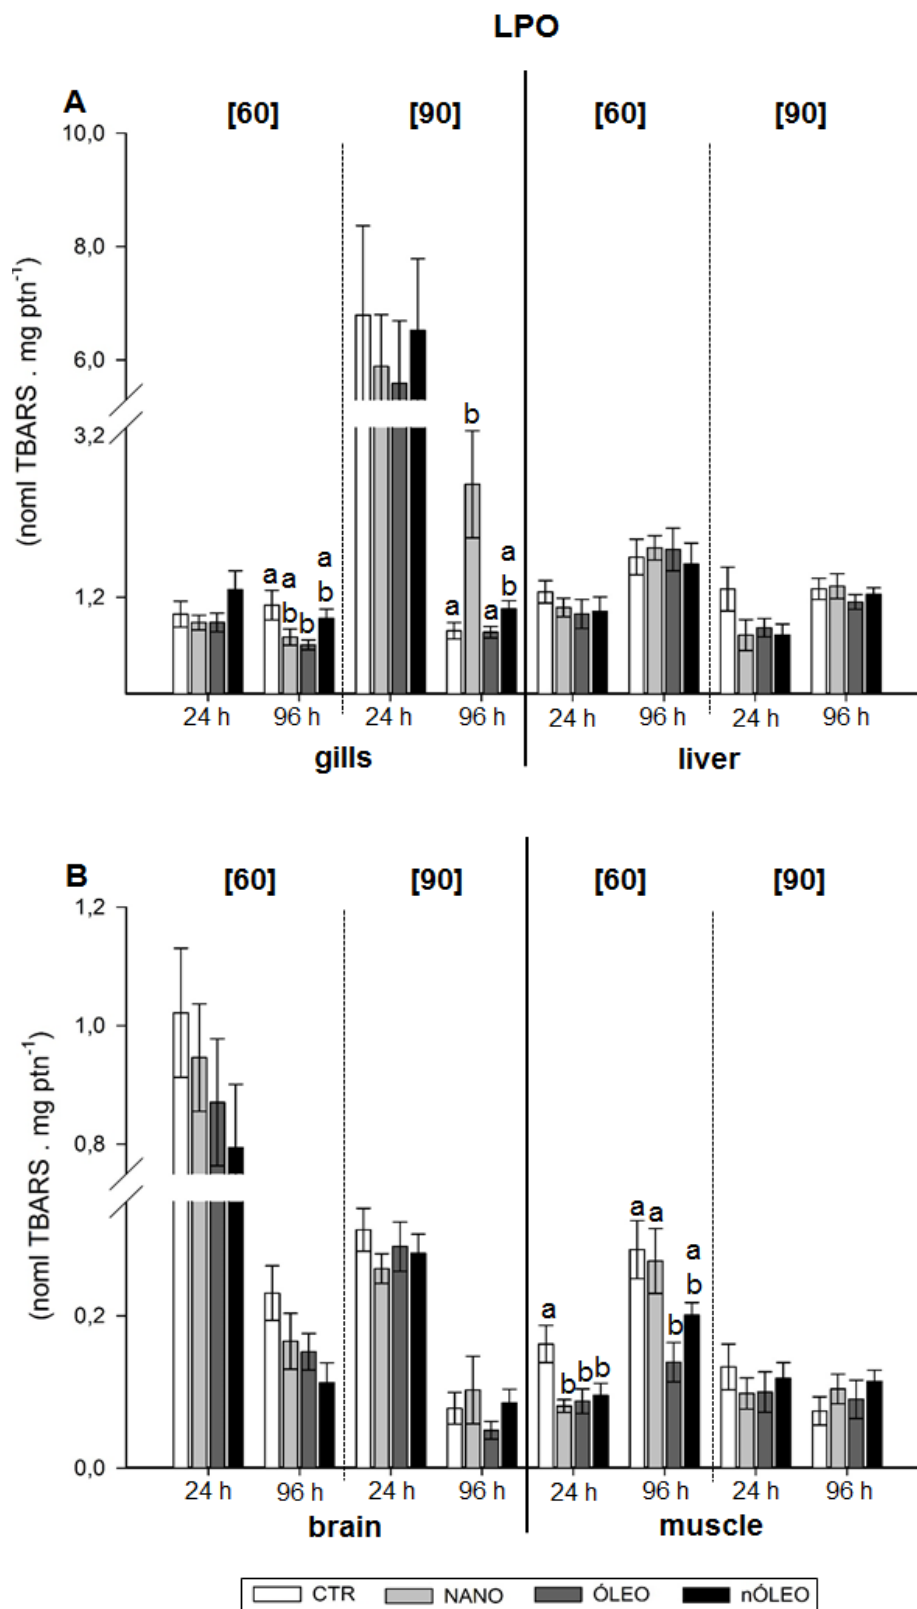 LPO
A
[60] [90] [60] [90]
10,0
8,0
6,0
3,2
1,2
(noml TBARS . mg ptn⁻¹)
b
a
a a a
b b b a a b
24 h 96 h 24 h 96 h 24 h 96 h 24 h 96 h
gills liver
B
[60] [90] [60] [90]
1,2
1,0
0,8
0,2
0,0
(noml TBARS . mg ptn⁻¹)
a a
a
a b
b
b b b
24 h 96 h 24 h 96 h 24 h 96 h 24 h 96 h
brain muscle
CTR NANO ÓLEO nÓLEO